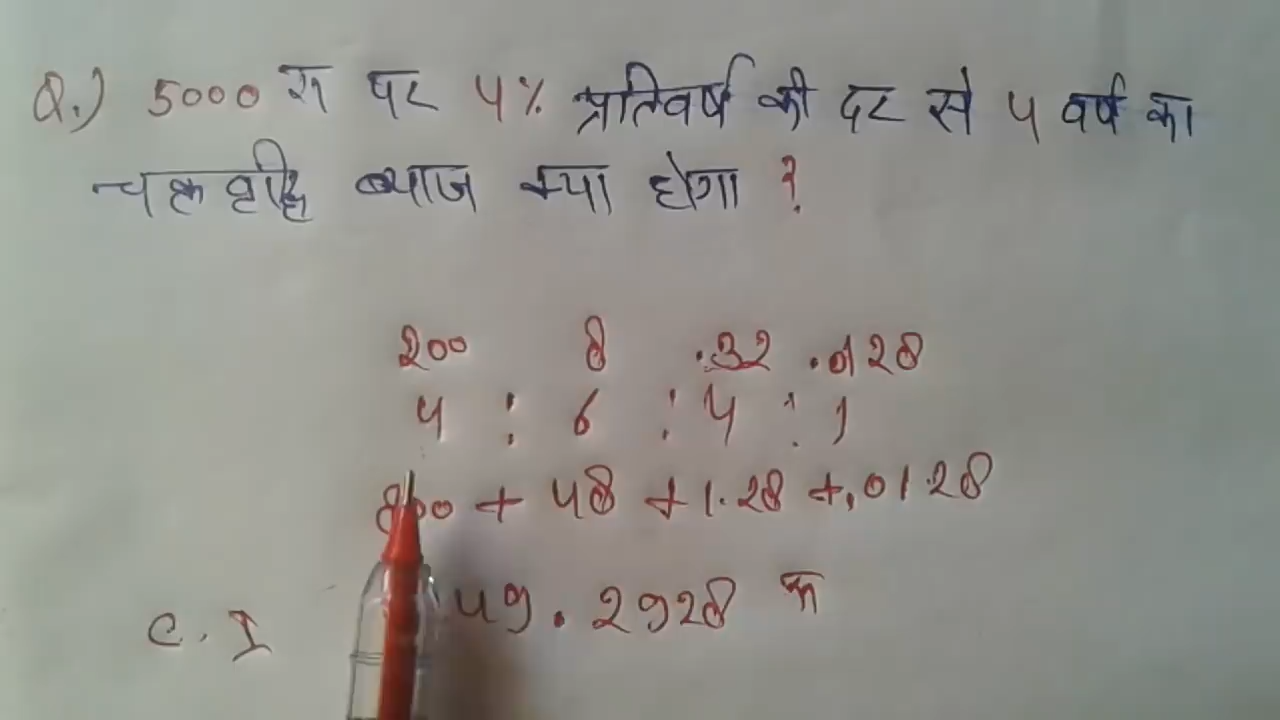 Q.) 5000 रु पर 4% प्रतिवर्ष की दर से 4 वर्ष का
चक्रवृद्धि ब्याज क्या होगा ?
200 8 .32 .0128
4 : 6 : 4 : 1
800 + 48 + 1.28 + .0128
C.I 49.2928 रु